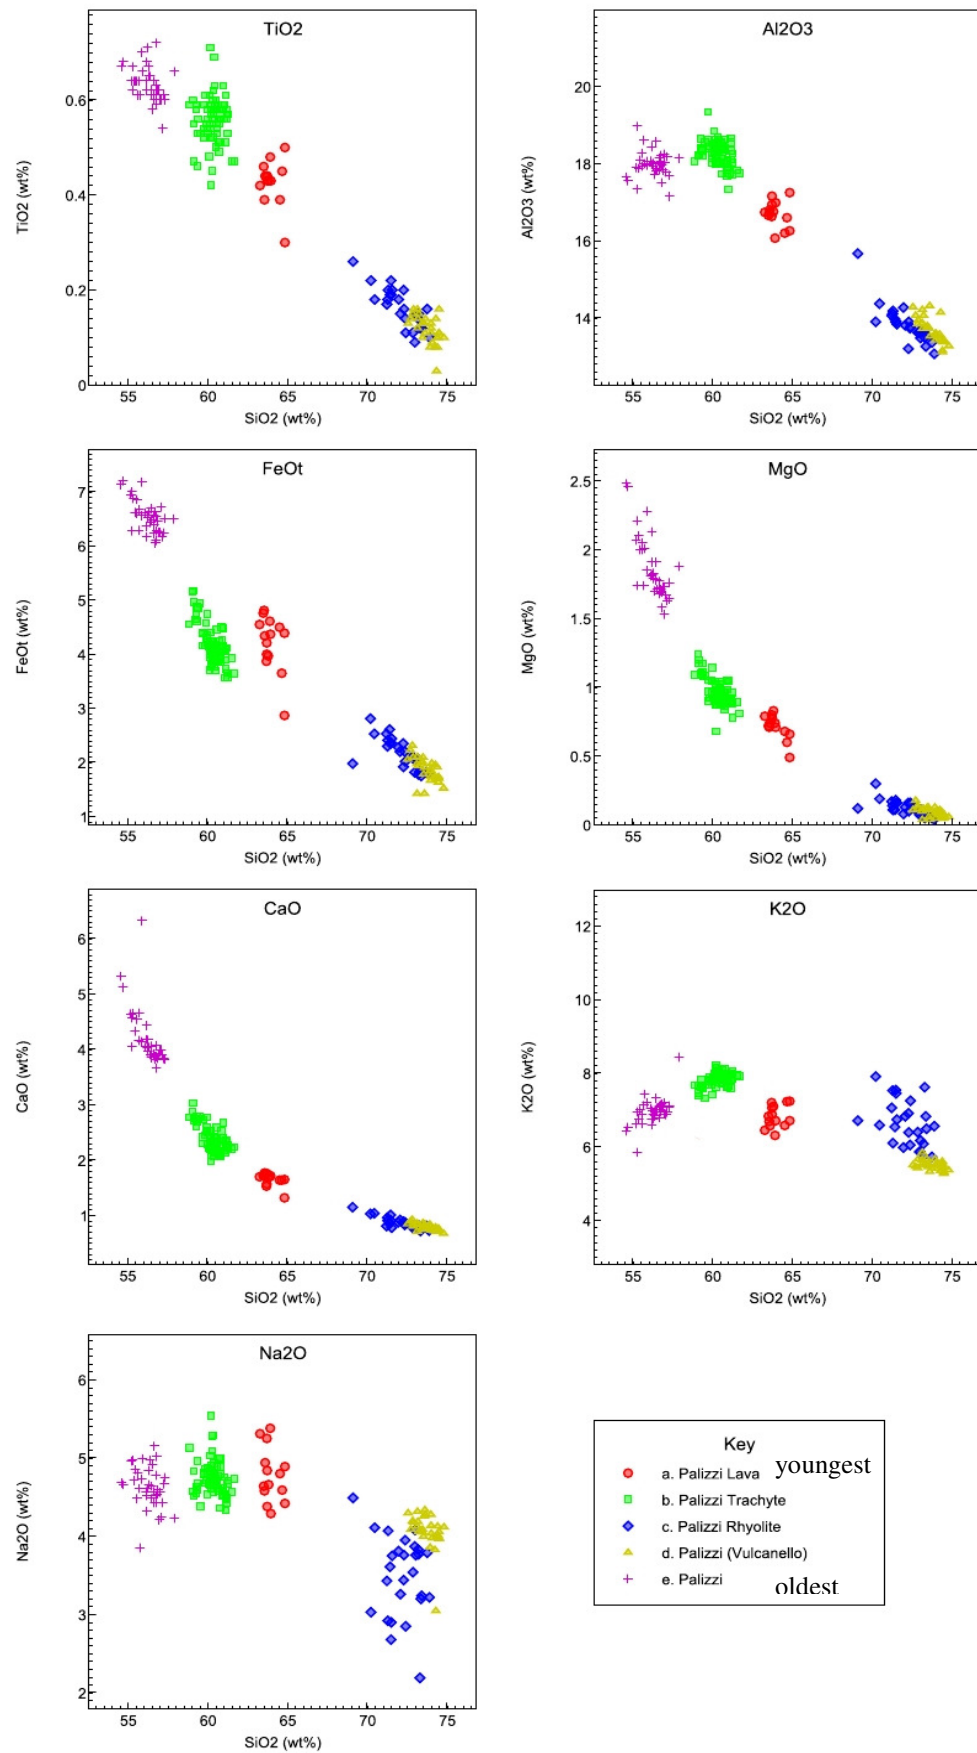 TiO2
TiO2 (wt%)
0.6
0.4
0.2
0
55 60 65 70 75
SiO2 (wt%)
Al2O3
Al2O3 (wt%)
20
18
16
14
55 60 65 70 75
SiO2 (wt%)
FeOt
FeOt (wt%)
7
6
5
4
3
2
1
55 60 65 70 75
SiO2 (wt%)
MgO
MgO (wt%)
2.5
2
1.5
1
0.5
0
55 60 65 70 75
SiO2 (wt%)
CaO
CaO (wt%)
6
5
4
3
2
1
55 60 65 70 75
SiO2 (wt%)
K2O
K2O (wt%)
12
10
8
6
4
55 60 65 70 75
SiO2 (wt%)
Na2O
Na2O (wt%)
6
5
4
3
2
55 60 65 70 75
SiO2 (wt%)
Key
a. Palizzi Lava youngest
b. Palizzi Trachyte
c. Palizzi Rhyolite
d. Palizzi (Vulcanello)
e. Palizzi oldest